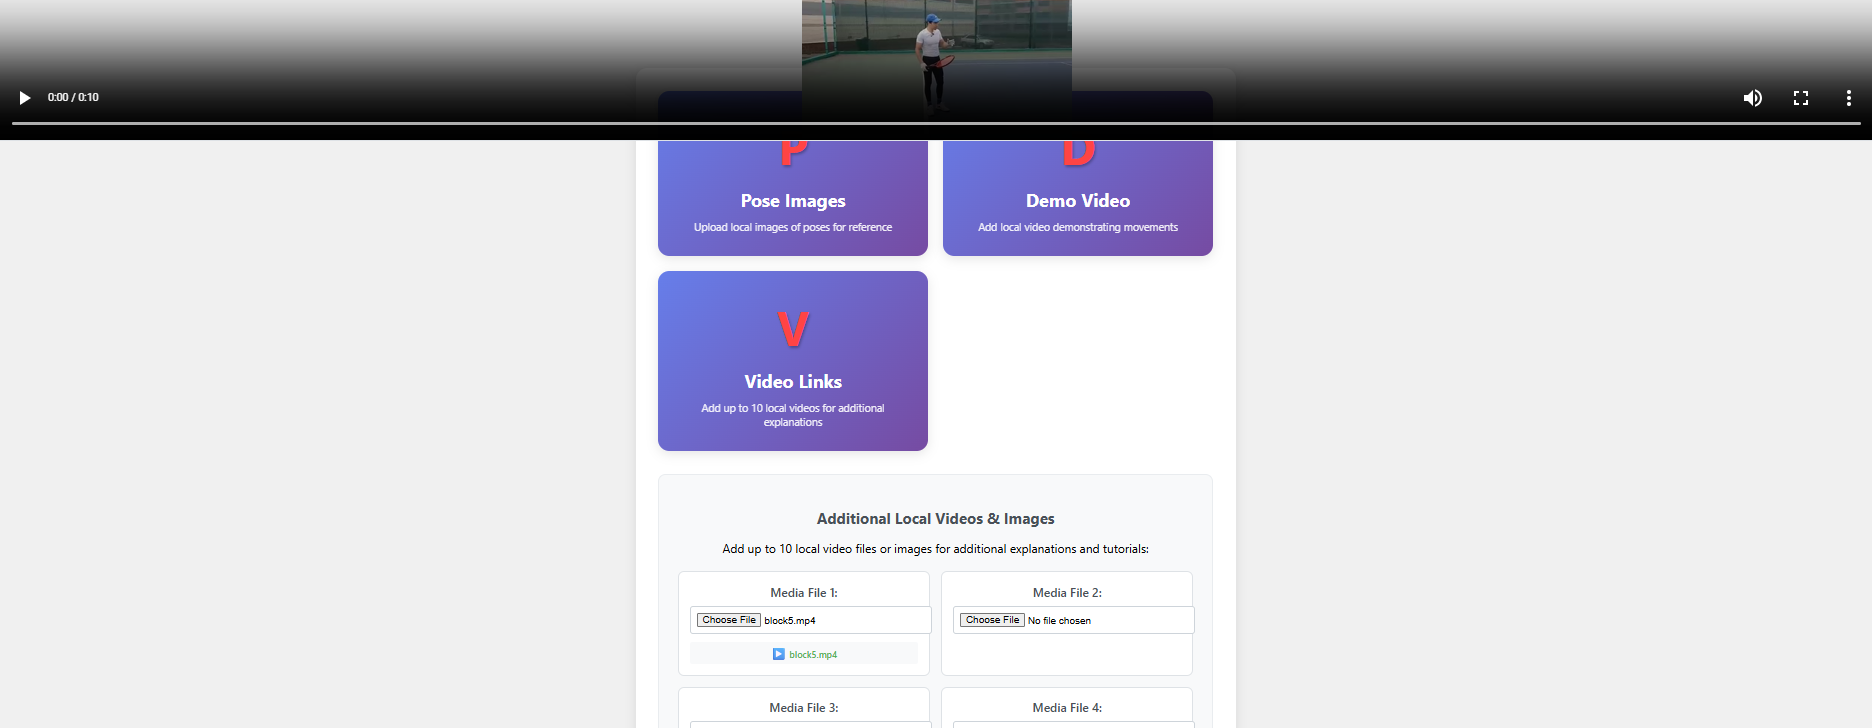 0:00 / 0:10
P
D
Pose Images
Upload local images of poses for reference
Demo Video
Add local video demonstrating movements
V
Video Links
Add up to 10 local videos for additional
explanations
Additional Local Videos & Images
Add up to 10 local video files or images for additional explanations and tutorials:
Media File 1:
Choose File block5.mp4
block5.mp4
Media File 2:
Choose File No file chosen
Media File 3:
Media File 4: